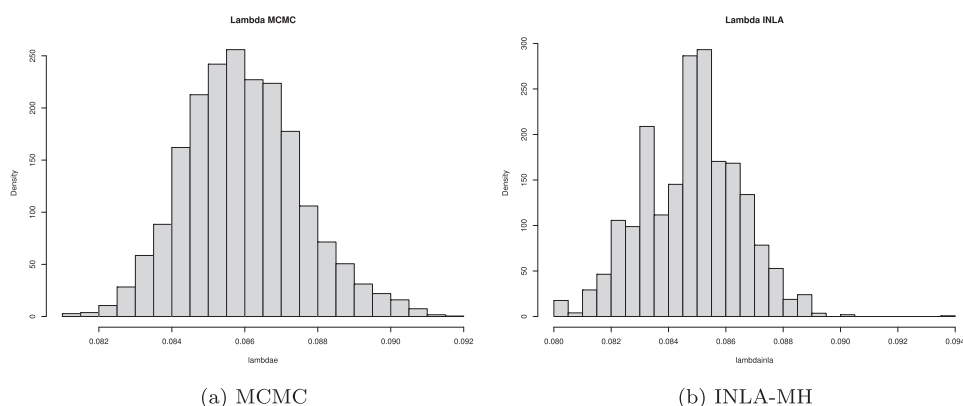 Lambda MCMC
Density
0
50
100
150
200
250
0.082 0.084 0.086 0.088 0.090 0.092
lambdae
(a) MCMC
Lambda INLA
Density
0
50
100
150
200
250
300
0.080 0.082 0.084 0.086 0.088 0.090 0.092 0.094
lambdainla
(b) INLA-MH